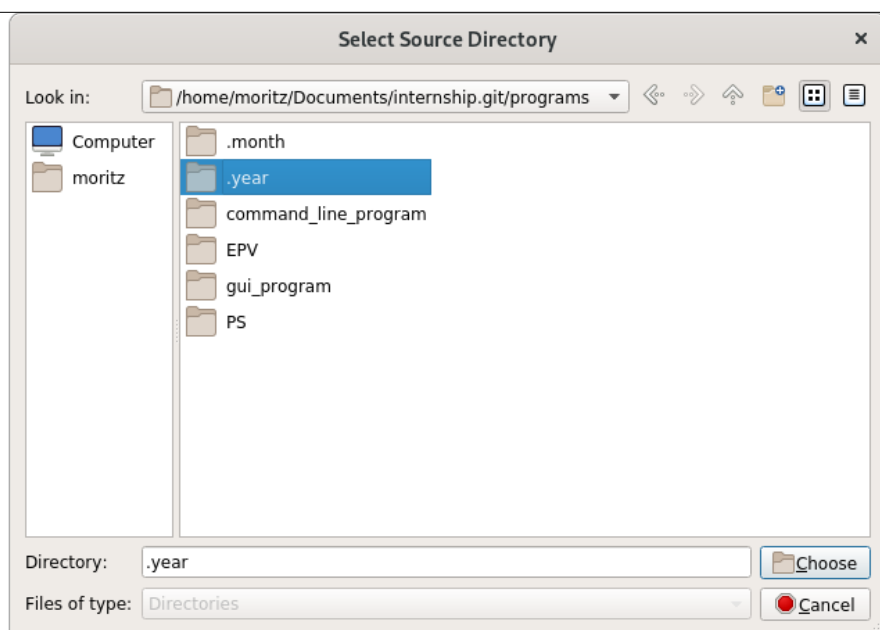 Select Source Directory
Look in: /home/moritz/Documents/internship.git/programs
Computer
moritz
.month
.year
command_line_program
EPV
gui_program
PS
Directory: .year Choose
Files of type: Directories Cancel